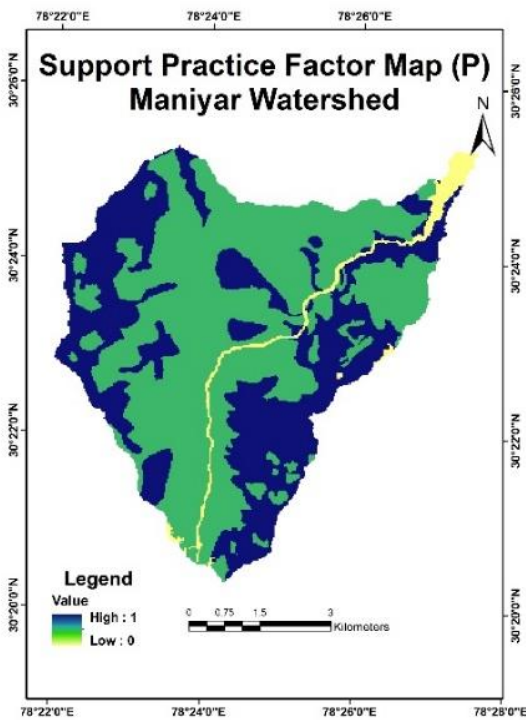 78°22'0"E 78°24'0"E 78°26'0"E
Support Practice Factor Map (P)
Maniyar Watershed
N
30°26'0"N
30°26'0"N
30°24'0"N
30°24'0"N
30°22'0"N
30°22'0"N
30°20'0"N
30°20'0"N
Legend
Value
High : 1
Low : 0
0 0.75 1.5 3
Kilometers
78°22'0"E 78°24'0"E 78°26'0"E 78°28'0"E